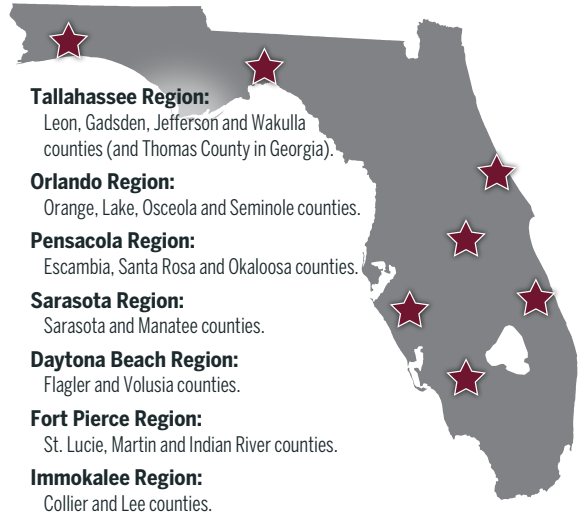 Tallahassee Region:
Leon, Gadsden, Jefferson and Wakulla
counties (and Thomas County in Georgia).
Orlando Region:
Orange, Lake, Osceola and Seminole counties.
Pensacola Region:
Escambia, Santa Rosa and Okaloosa counties.
Sarasota Region:
Sarasota and Manatee counties.
Daytona Beach Region:
Flagler and Volusia counties.
Fort Pierce Region:
St. Lucie, Martin and Indian River counties.
Immokalee Region:
Collier and Lee counties.